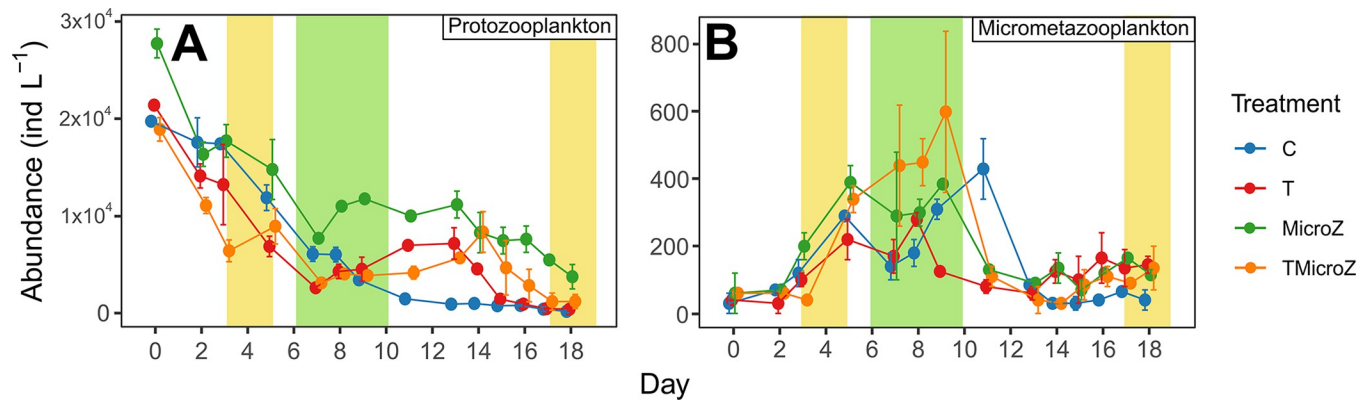 A
Protozooplankton
Abundance (ind L⁻¹)
3x10⁴
2x10⁴
1x10⁴
0
0 2 4 6 8 10 12 14 16 18
B
Micrometazooplankton
800
600
400
200
0
0 2 4 6 8 10 12 14 16 18
Day
Treatment
C
T
MicroZ
TMicroZ